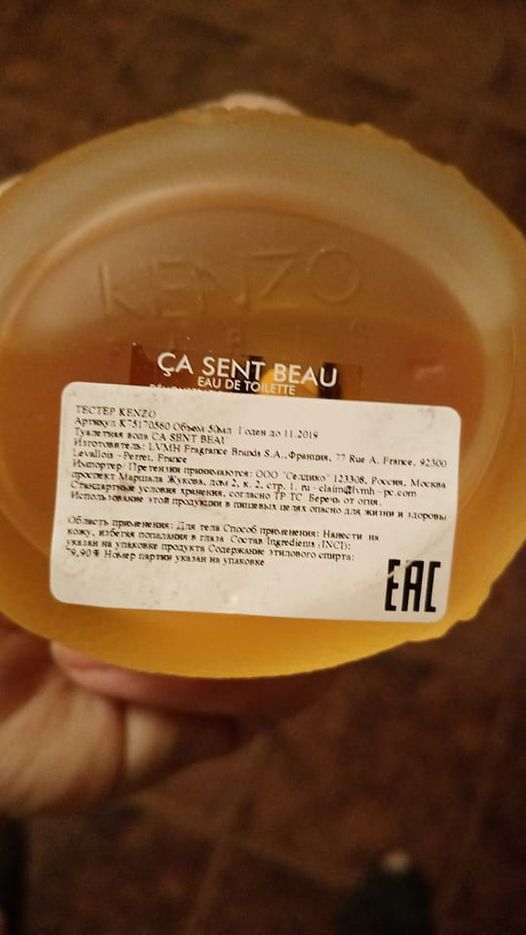 KENZO
PARIS
ÇA SENT BEAU
EAU DE TOILETTE
ТЕСТЕР KENZO
Артикул K75170560 Объем 50мл Годен до 11.2019
Туалетная вода CA SENT BEAU
Изготовитель: LVMH Fragrance Brands S.A., Франция, 77 Rue A. France, 92300
Levallois -Perret, France
Импортер/ Претензии принимаются: ООО "Селдико" 123308, Россия, Москва
проспект Маршала Жукова, дом 2, к. 2, стр. 1, ru-claim@lvmh-pc.com
Стандартные условия хранения, согласно ТР ТС Беречь от огня.
Использование этой продукции в пищевых целях опасно для жизни и здоровья
Область применения: Для тела Способ применения: Нанести на
кожу, избегая попадания в глаза Состав Ingredients (INCI):
указан на упаковке продукта Содержание этилового спирта:
79,90% Номер партии указан на упаковке
EAC